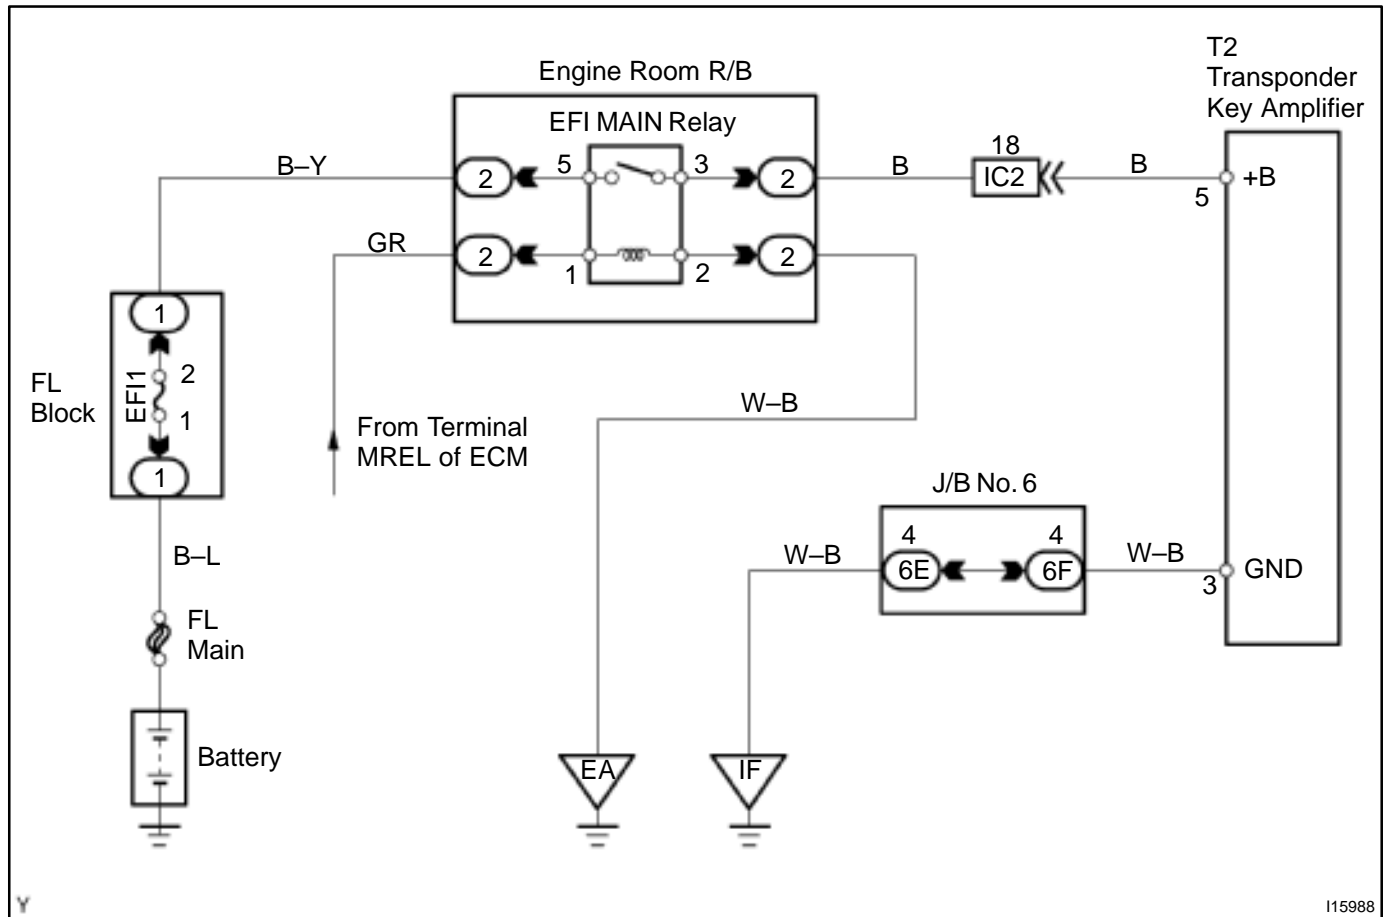 T2
Transponder
Key Amplifier
Engine Room R/B
EFI MAIN Relay
B–Y
2
5
3
2
B
18
IC2
B
5
+B
GR
2
1
2
2
1
2
EFI1
1
1
FL
Block
From Terminal
MREL of ECM
W–B
J/B No. 6
B–L
W–B
4
6E
4
6F
W–B
3
GND
FL
Main
Battery
EA
IF
Y
I15988